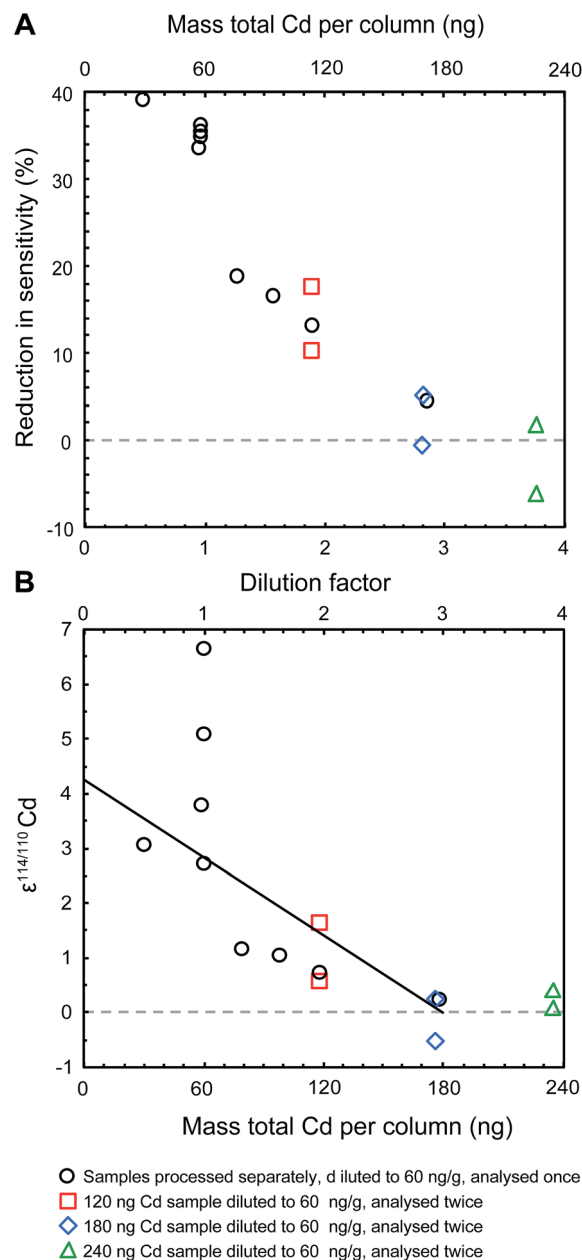 A
Mass total Cd per column (ng)
0 60 120 180 240
Reduction in sensitivity (%)
40
30
20
10
0
-10
0 1 2 3 4
B
Dilution factor
0 1 2 3 4
ε114/110Cd
7
6
5
4
3
2
1
0
-1
0 60 120 180 240
Mass total Cd per column (ng)
Samples processed separately, d iluted to 60 ng/g, analysed once
120 ng Cd sample diluted to 60 ng/g, analysed twice
180 ng Cd sample diluted to 60 ng/g, analysed twice
240 ng Cd sample diluted to 60 ng/g, analysed twice